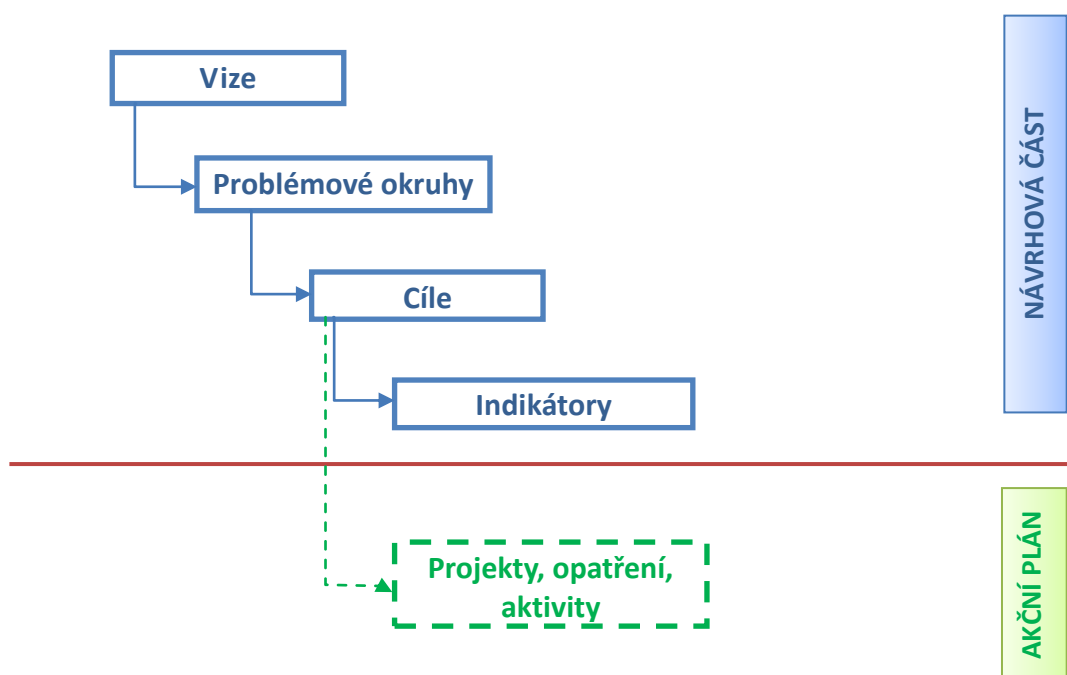 Vize
Problémové okruhy
Cíle
Indikátory
NÁVRHOVÁ ČÁST
Projekty, opatření,
aktivity
AKČNÍ PLÁN